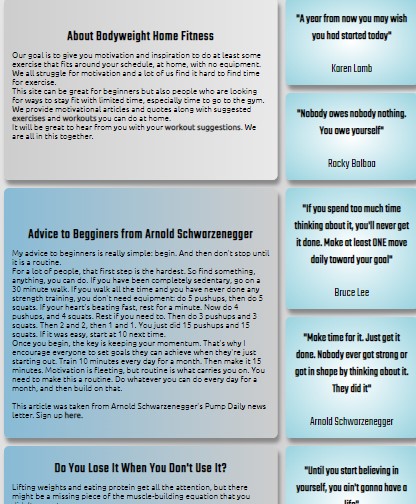 About Bodyweight Home Fitness
Our goal is to give you motivation and inspiration to do at least some
exercise that fits around your schedule, at home, with no equipment.
We all struggle for motivation and a lot of us find it hard to find time
for exercise.
This site can be great for beginners but also people who are looking
for ways to stay fit with limited time, especially time to go to the gym.
We provide motivational articles and quotes along with suggested
exercises and workouts you can do at home.
It will be great to hear from you with your workout suggestions. We
are all in this together.
Advice to Begginers from Arnold Schwarzenegger
My advice to beginners is really simple: begin. And then don't until
it is a routine.
For a lot of people, that first step is the hardest. So find something,
anything, you can do. If you have been completely sedentary, go on a
30 minute walk. If you walk all the time and you have never done any
strength training, you don't need equipment: do 5 pushups, then do 5
squats. If your heart's beating fast, rest for a minute. Now do 4
pushups, and 4 squats. Rest if you need to. Then do 3 pushups and 3
squats. Then 2 and 2, then 1 and 1. You just did 15 pushups and 15
squats. If it was easy, start at 10 next time.
Once you begin, the key is keeping your momentum. That's why I
encourage everyone to set goals they can achieve when they're just
starting out. Train 10 minutes every day for a month. Then make it 15
minutes. Motivation is fleeting, but routine is what carries you on. You
need to make this a routine. Do whatever you can do every day for a
month, and then build on that.
This article was taken from Arnold Schwarzenegger's Pump Daily news
letter. Sign up here.
Do You Lose It When You Don't Use It?
Lifting weights and eating protein get all the attention, but there
might be a missing piece of the muscle-building equation that you
"A year from now you may wish
you had started today"
Karen Lamb
"Nobody owes nobody nothing.
You owe yourself"
Rocky Balboa
"If you spend too much time
thinking about it, you'll never get
it done. Make at least ONE move
daily toward your goal"
Bruce Lee
"Make time for it. Just get it
done. Nobody ever got strong or
got in shape by thinking about it.
They did it"
Arnold Schwarzenegger
"Until you start believing in
yourself, you ain't gonna have a
life"